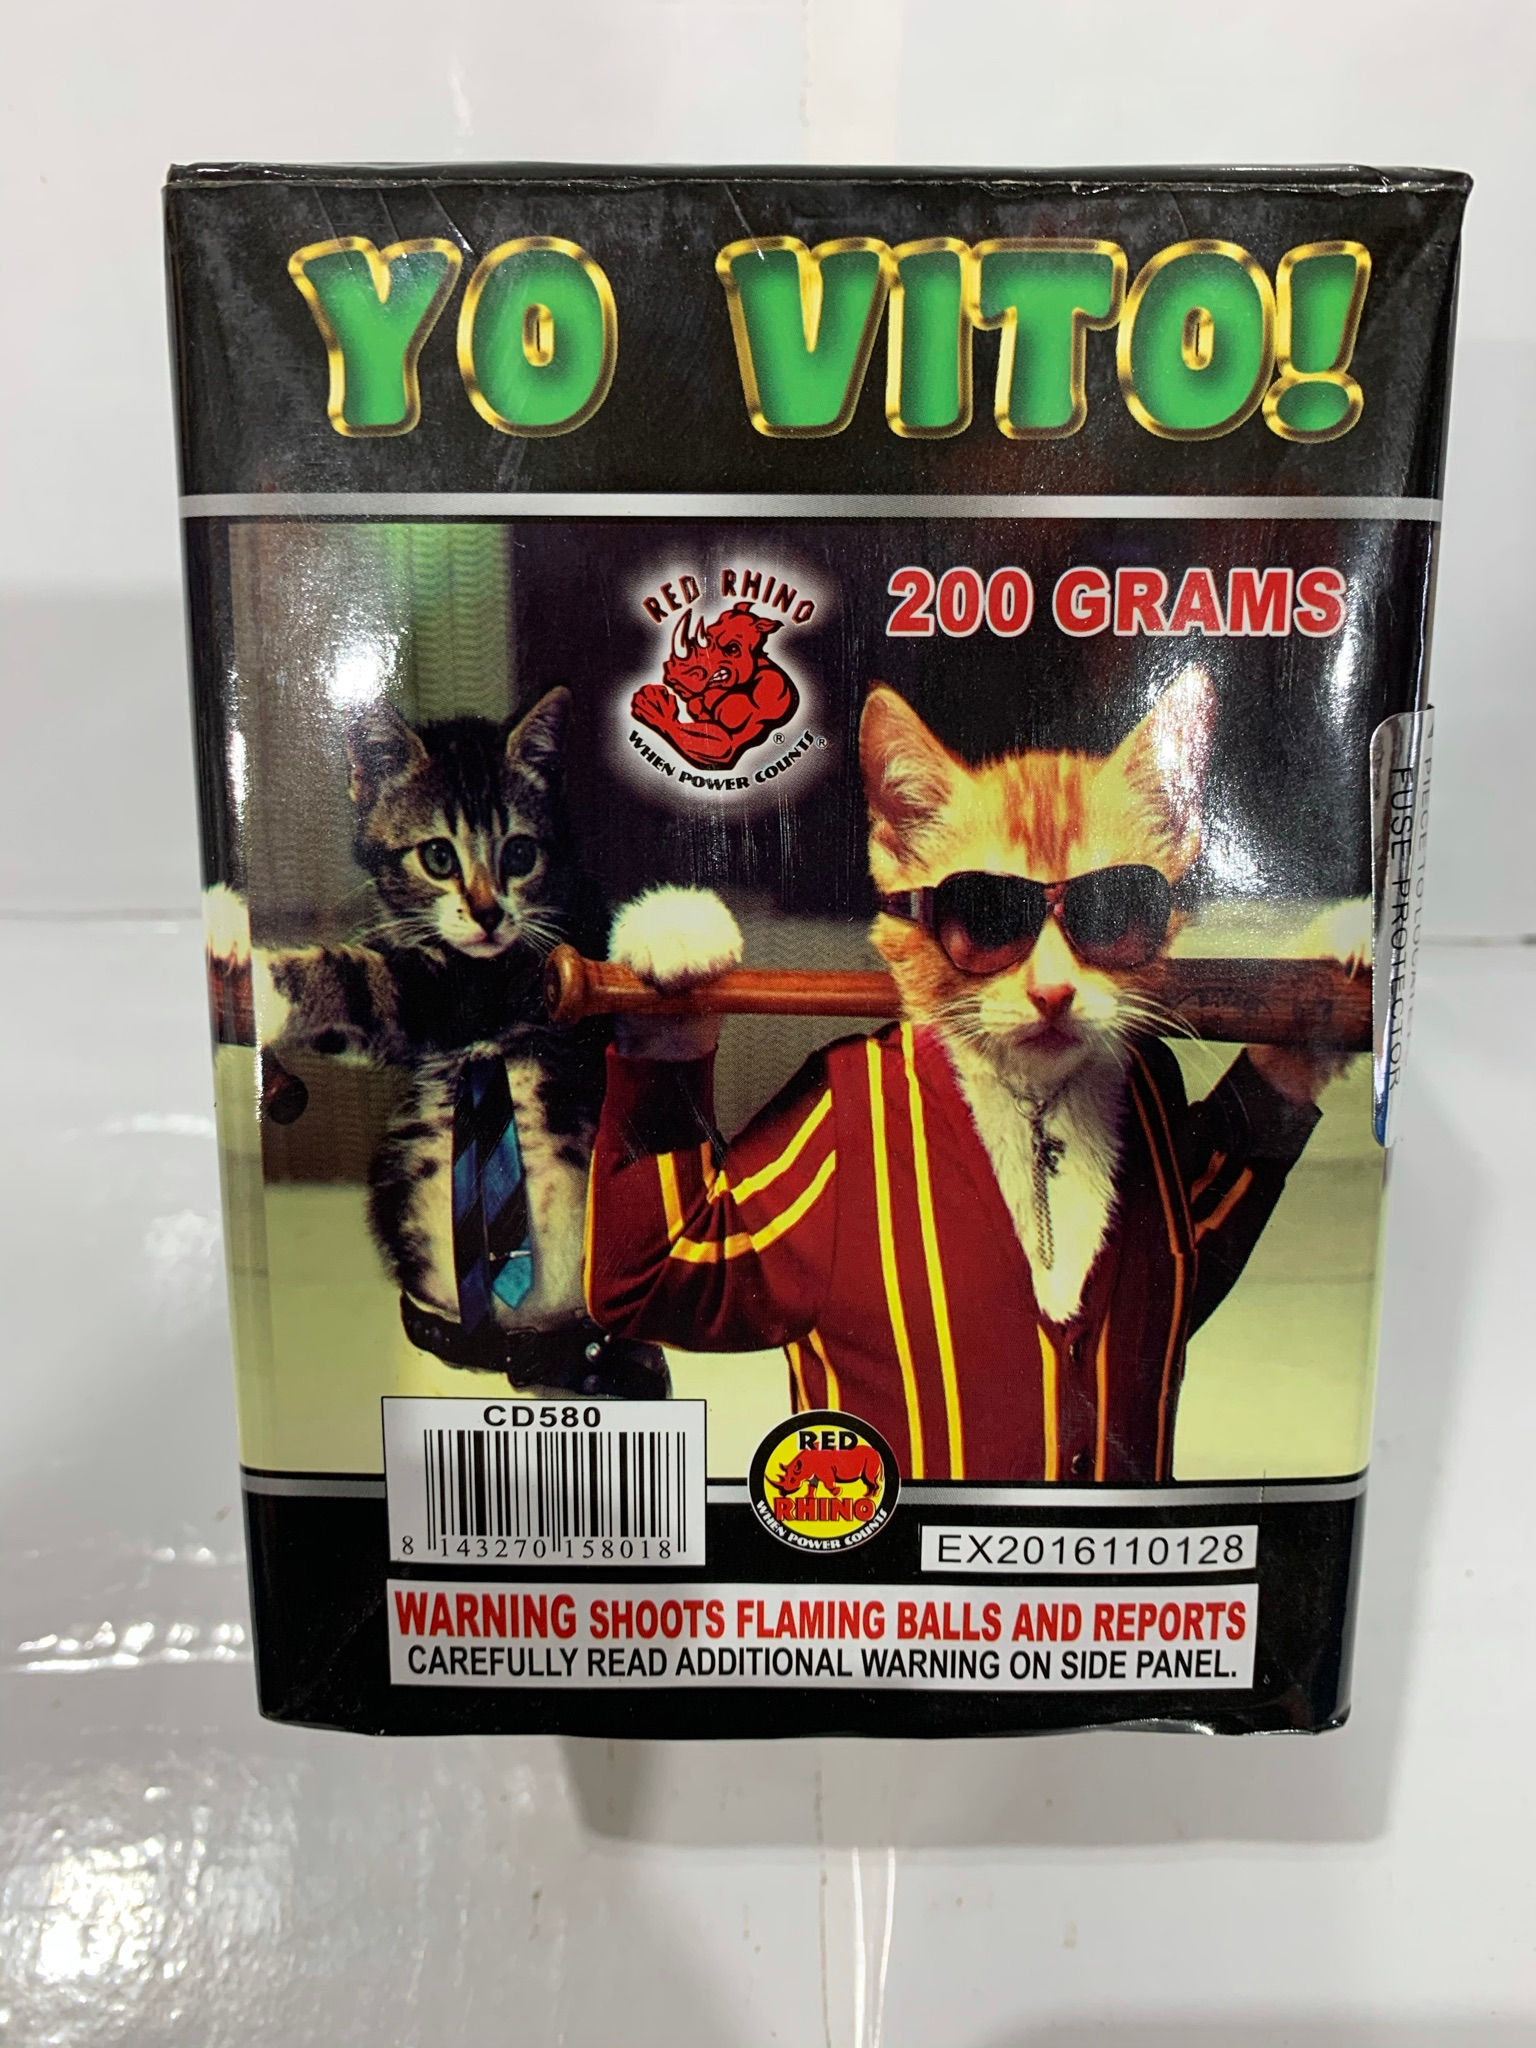 YO VITO!
RED RHINO
200 GRAMS
WHEN POWER COUNTS
FUSE PROTECTOR
CD580
8 143270 158018
RED
RHINO
WHEN POWER COUNTS
EX2016110128
WARNING SHOOTS FLAMING BALLS AND REPORTS
CAREFULLY READ ADDITIONAL WARNING ON SIDE PANEL.